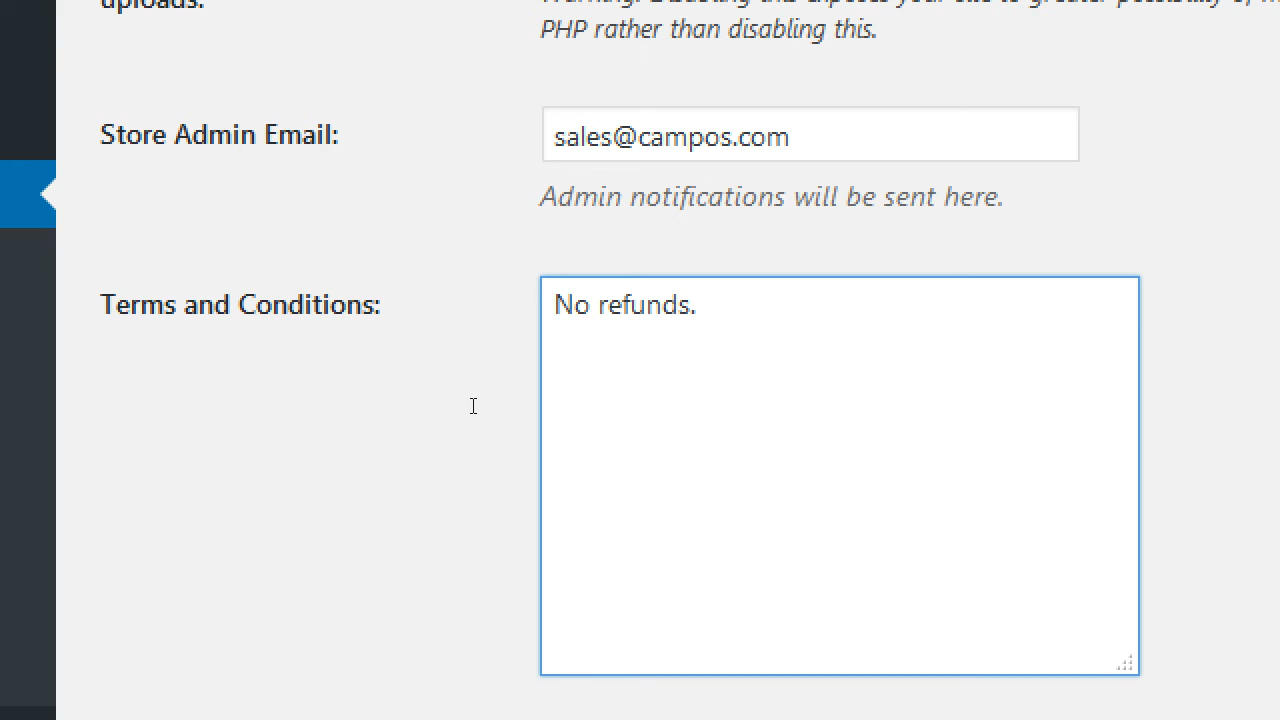 uploads:
PHP rather than disabling this.
Store Admin Email:
sales@campos.com
Admin notifications will be sent here.
Terms and Conditions:
No refunds.